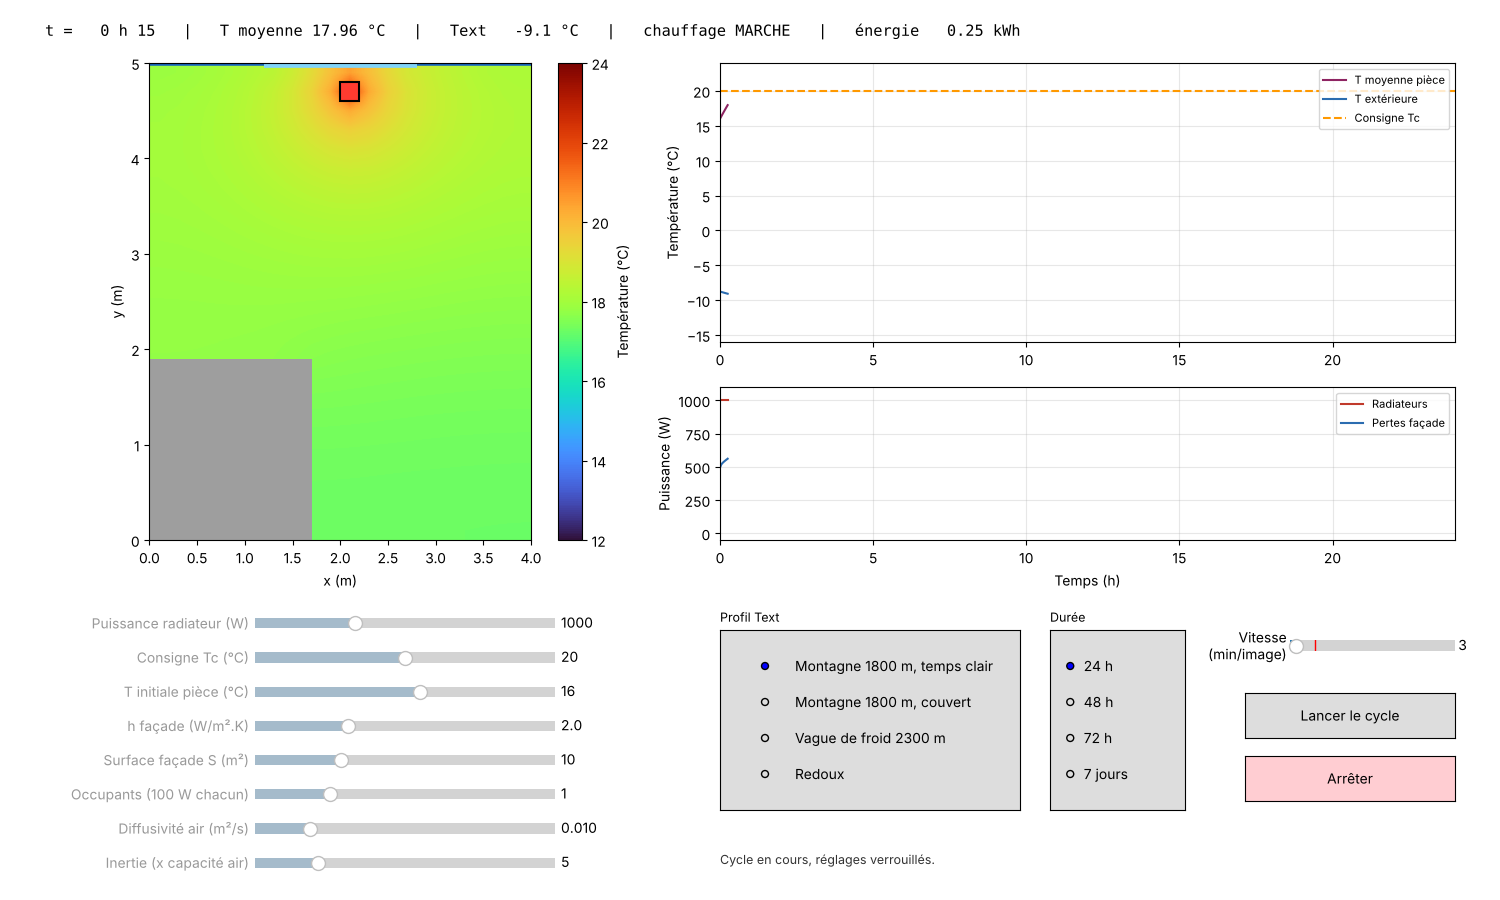 t =   0 h 15   |   T moyenne 17.96 °C   |   Text   -9.1 °C   |   chauffage MARCHE   |   énergie   0.25 kWh
5
4
3
2
1
0
y (m)
0.0 0.5 1.0 1.5 2.0 2.5 3.0 3.5 4.0
x (m)
24
22
20
18
16
14
12
Température (°C)
20
15
10
5
0
−5
−10
−15
Température (°C)
T moyenne pièce
T extérieure
Consigne Tc
0 5 10 15 20
1000
750
500
250
0
Puissance (W)
Radiateurs
Pertes façade
0 5 10 15 20
Temps (h)
Puissance radiateur (W) 1000
Consigne Tc (°C) 20
T initiale pièce (°C) 16
h façade (W/m².K) 2.0
Surface façade S (m²) 10
Occupants (100 W chacun) 1
Diffusivité air (m²/s) 0.010
Inertie (x capacité air) 5
Profil Text
Montagne 1800 m, temps clair
Montagne 1800 m, couvert
Vague de froid 2300 m
Redoux
Durée
24 h
48 h
72 h
7 jours
Vitesse
(min/image) 3
Lancer le cycle
Arrêter
Cycle en cours, réglages verrouillés.